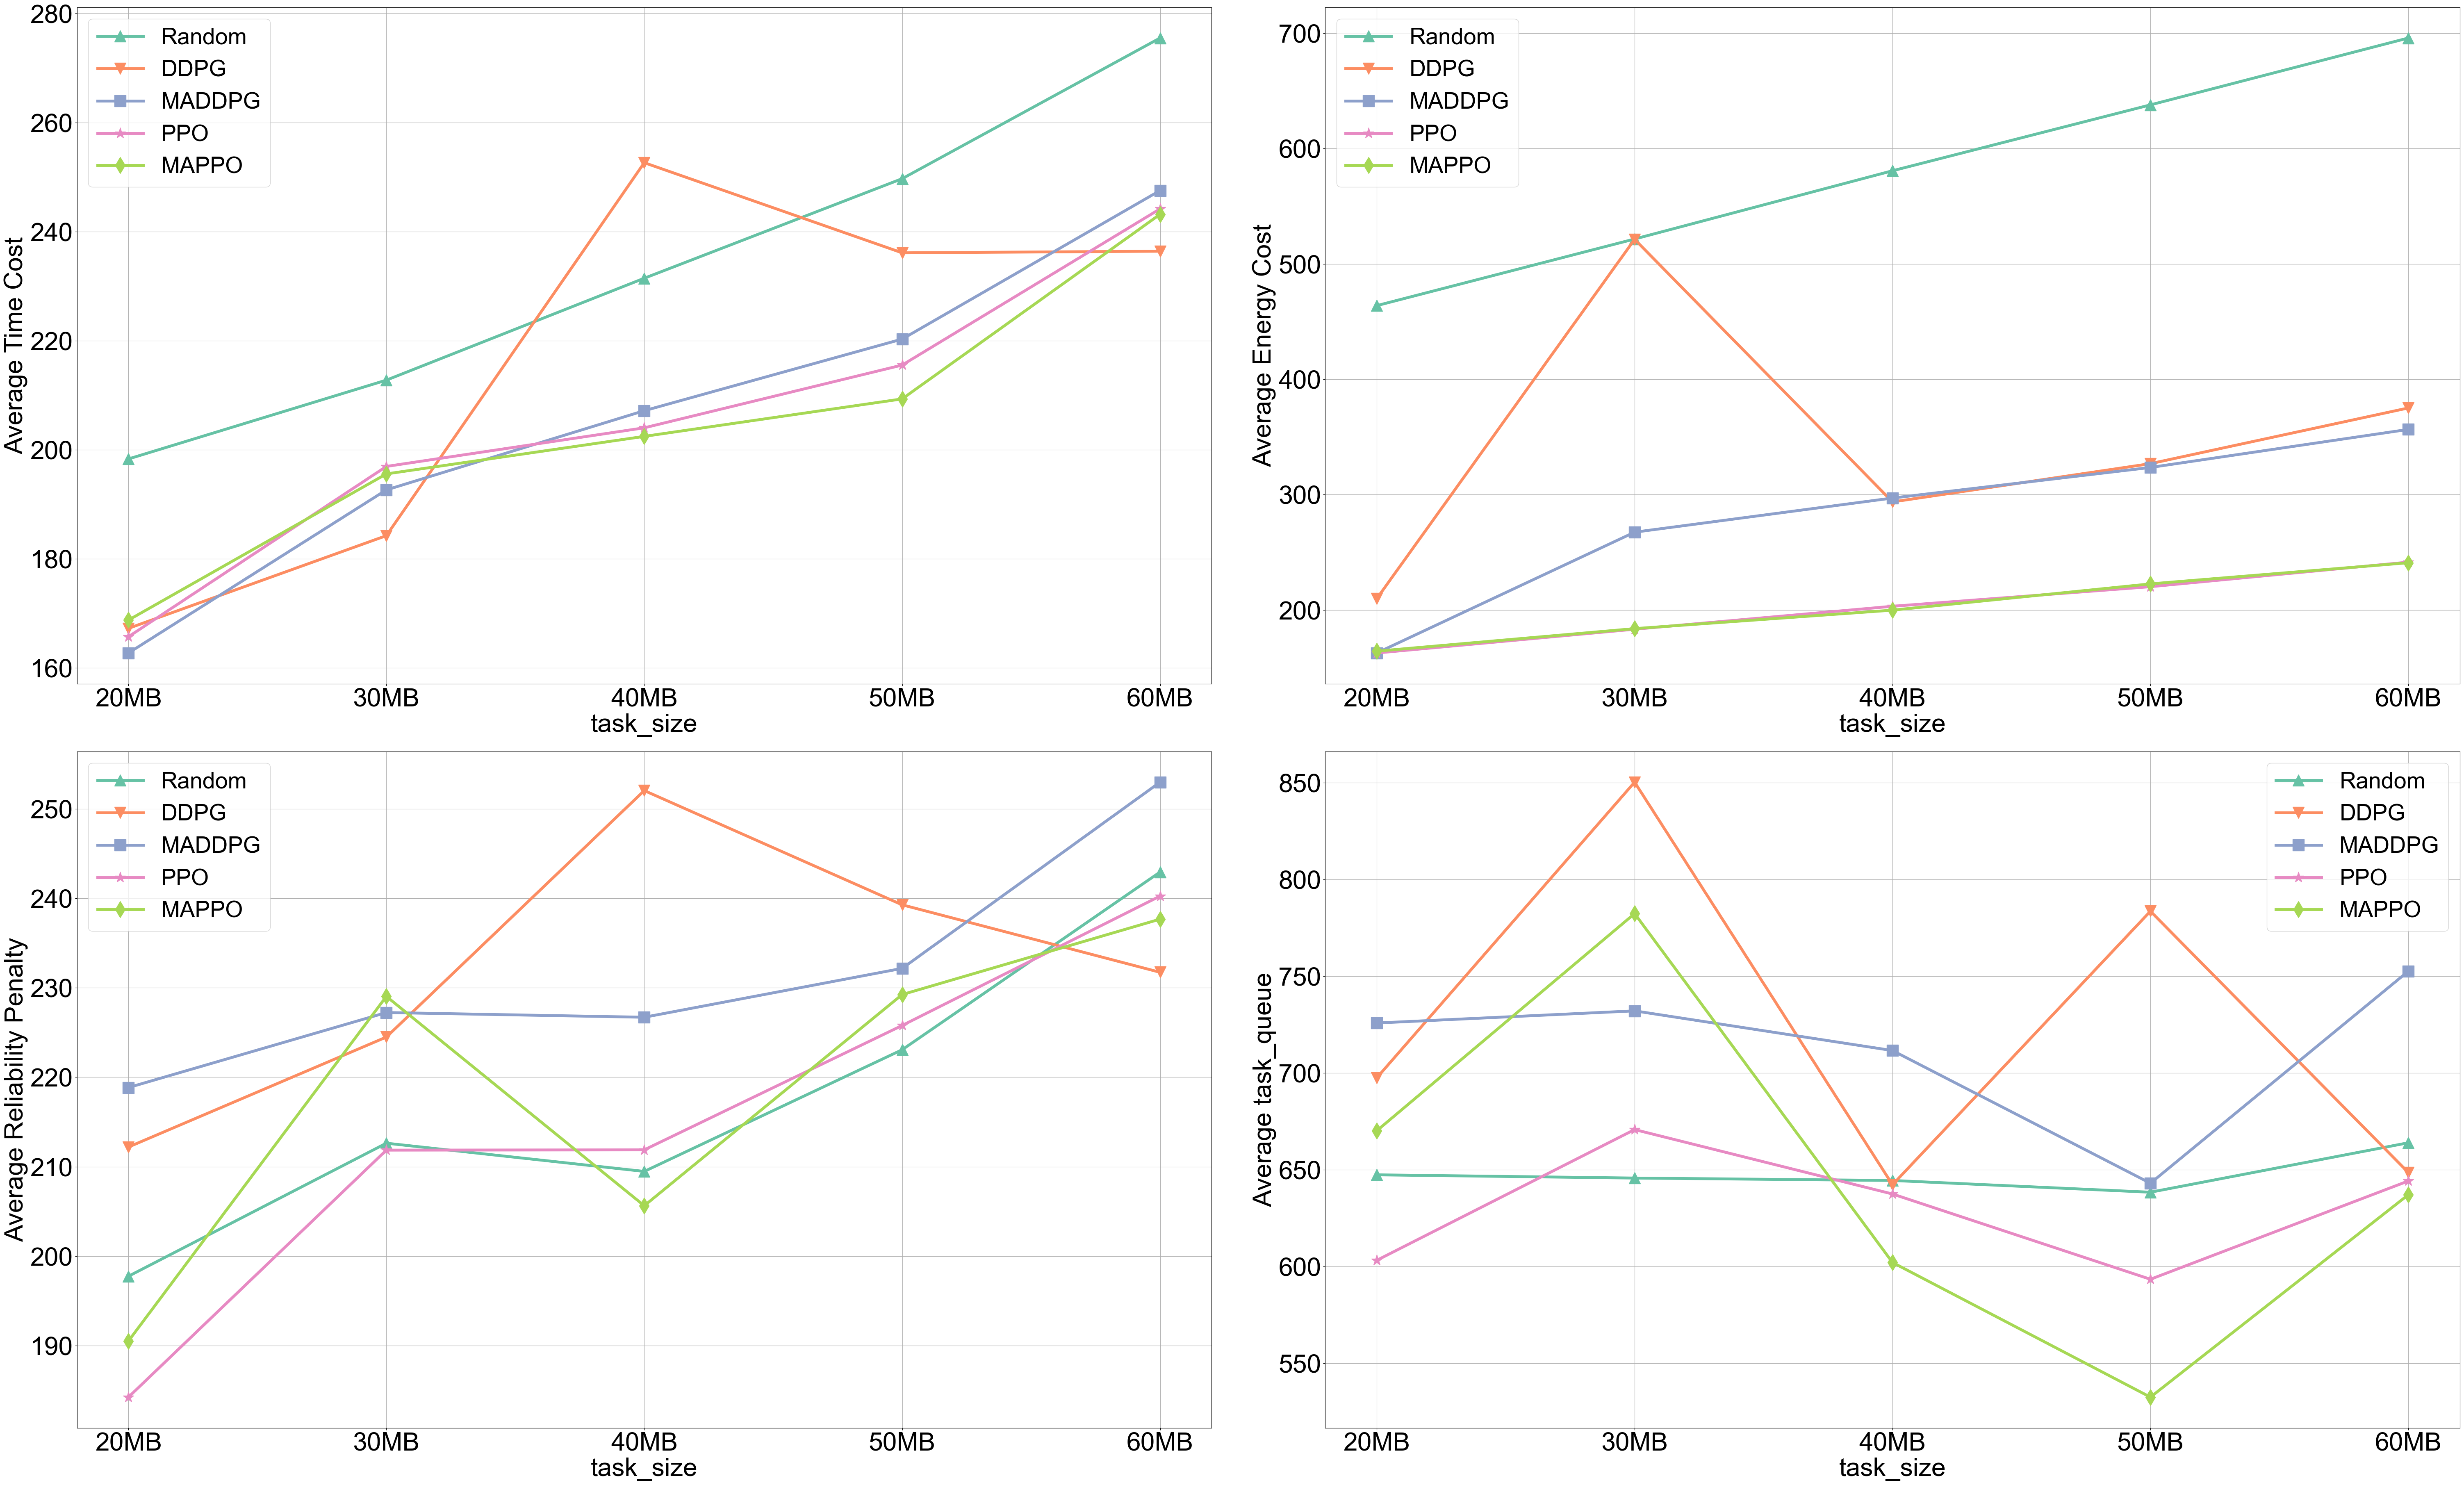 280
260
240
220
200
180
160
Average Time Cost
Random
DDPG
MADDPG
PPO
MAPPO
20MB 30MB 40MB 50MB 60MB
task_size
700
600
500
400
300
200
Average Energy Cost
Random
DDPG
MADDPG
PPO
MAPPO
20MB 30MB 40MB 50MB 60MB
task_size
250
240
230
220
210
200
190
Average Reliability Penalty
Random
DDPG
MADDPG
PPO
MAPPO
20MB 30MB 40MB 50MB 60MB
task_size
850
800
750
700
650
600
550
Average task_queue
Random
DDPG
MADDPG
PPO
MAPPO
20MB 30MB 40MB 50MB 60MB
task_size